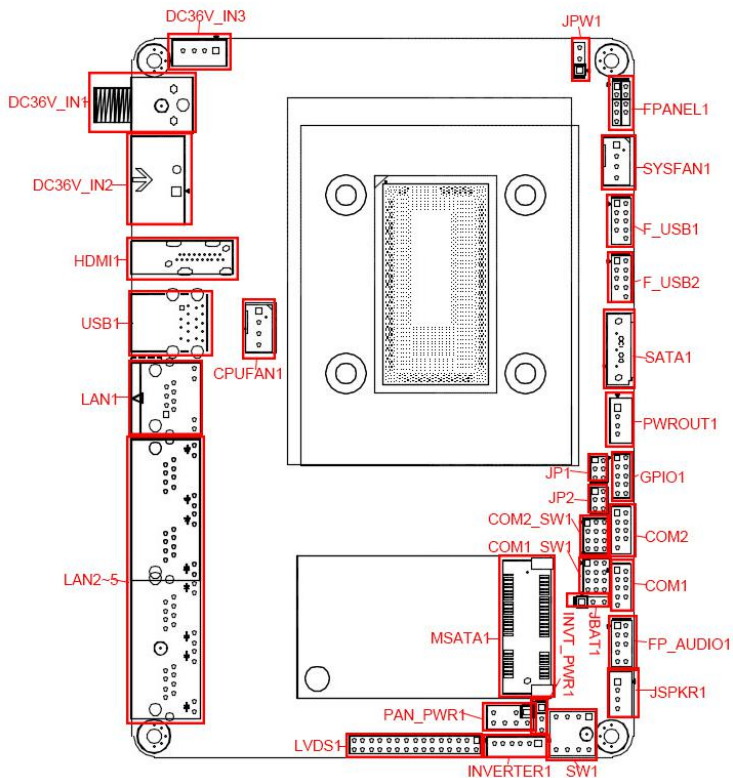 DC36V_IN3
JPW1
DC36V_IN1
FPANEL1
SYSFAN1
DC36V_IN2
F_USB1
HDMI1
F_USB2
USB1
SATA1
CPUFAN1
LAN1
PWROUT1
JP1
GPIO1
JP2
COM2_SW1
COM2
COM1_SW1
LAN2~5
COM1
MSATA1
INVT_PWR1
JBAT1
FP_AUDIO1
JSPKR1
PAN_PWR1
LVDS1
INVERTER1
SW1